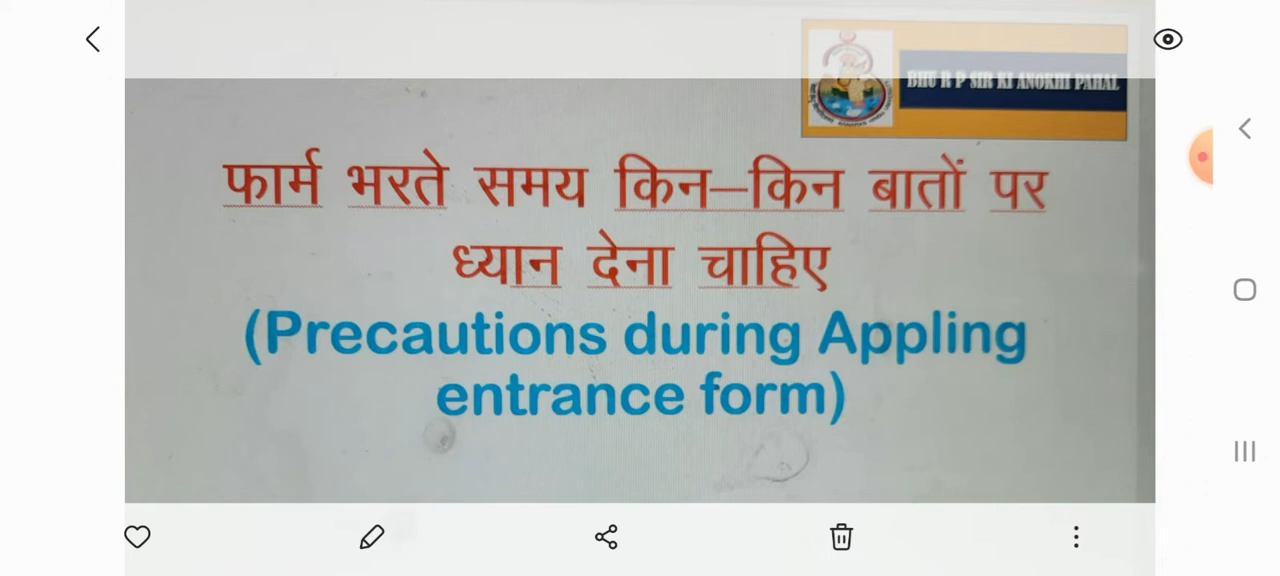 BHU R P SIR KI ANOKHI PAHAL
फार्म भरते समय किन–किन बातों पर
ध्यान देना चाहिए
(Precautions during Appling
entrance form)